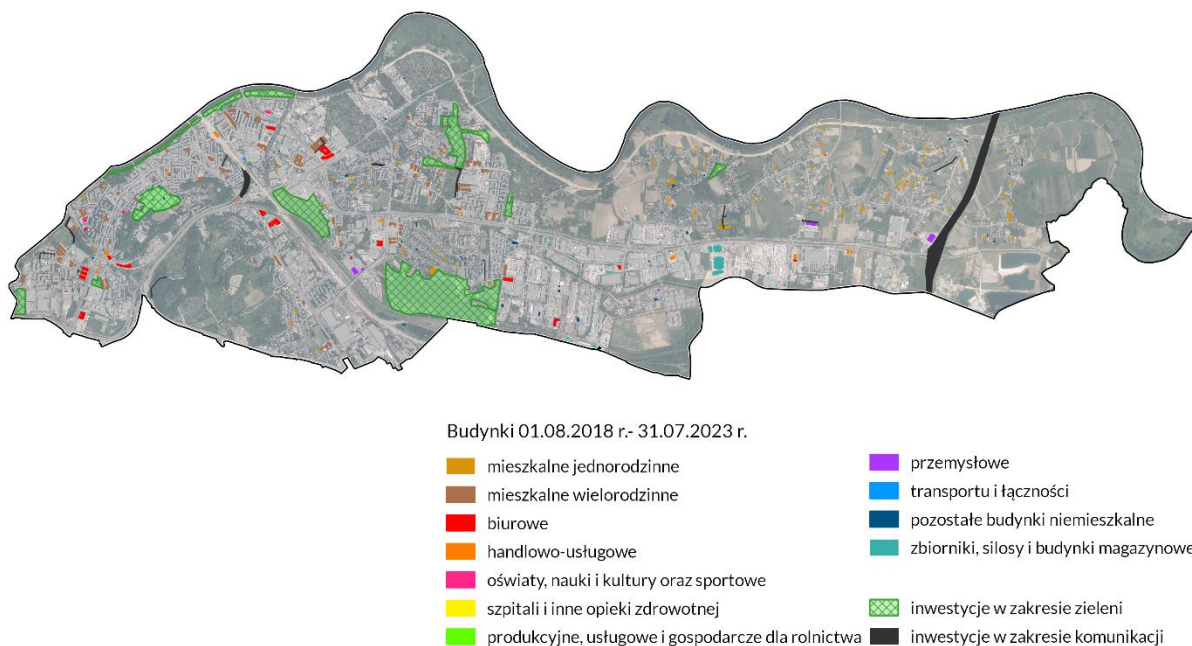 Budynki 01.08.2018 r.- 31.07.2023 r.
mieszkalne jednorodzinne
mieszkalne wielorodzinne
biurowe
handlowo-usługowe
oświaty, nauki i kultury oraz sportowe
szpitali i inne opieki zdrowotnej
produkcyjne, usługowe i gospodarcze dla rolnictwa
przemysłowe
transportu i łączności
pozostałe budynki niemieszkalne
zbiorniki, silosy i budynki magazynowe
inwestycje w zakresie zieleni
inwestycje w zakresie komunikacji